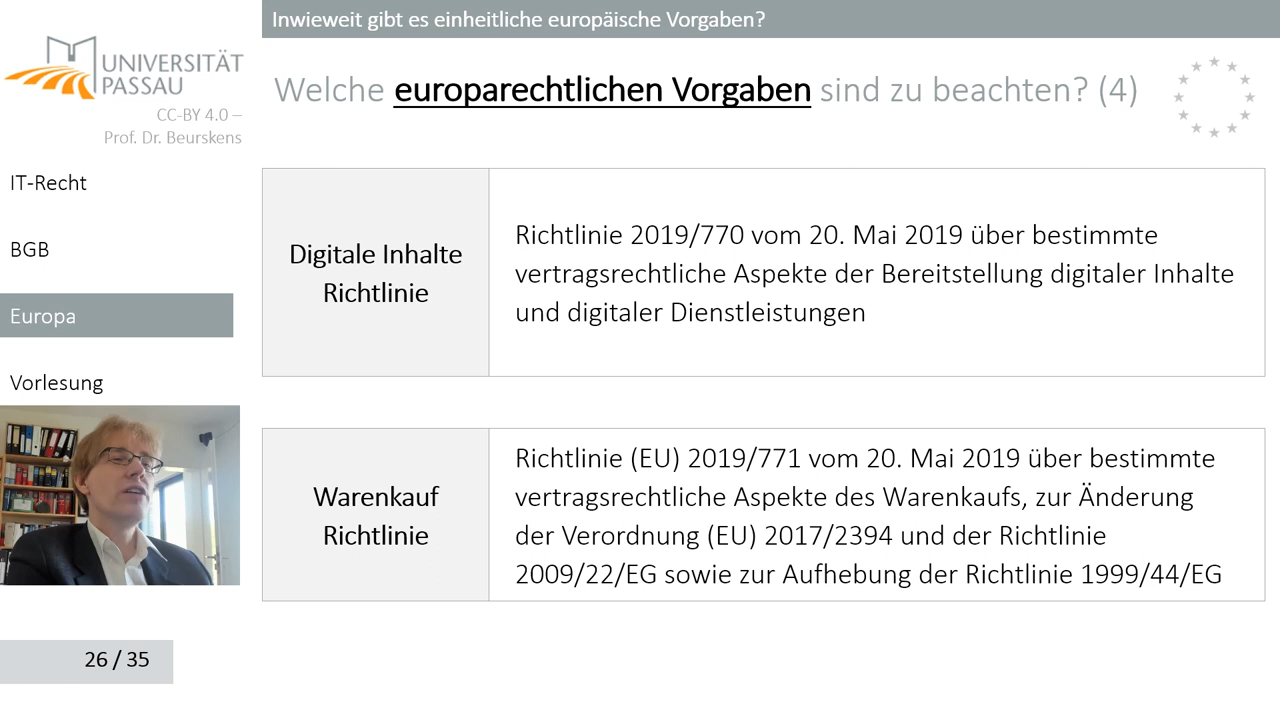 Inwieweit gibt es einheitliche europäische Vorgaben?
UNIVERSITÄT
PASSAU
CC-BY 4.0 –
Prof. Dr. Beurskens
Welche europarechtlichen Vorgaben sind zu beachten? (4)
IT-Recht
BGB
Europa
Vorlesung
Digitale Inhalte
Richtlinie
Richtlinie 2019/770 vom 20. Mai 2019 über bestimmte
vertragsrechtliche Aspekte der Bereitstellung digitaler Inhalte
und digitaler Dienstleistungen
Warenkauf
Richtlinie
Richtlinie (EU) 2019/771 vom 20. Mai 2019 über bestimmte
vertragsrechtliche Aspekte des Warenkaufs, zur Änderung
der Verordnung (EU) 2017/2394 und der Richtlinie
2009/22/EG sowie zur Aufhebung der Richtlinie 1999/44/EG
26 / 35